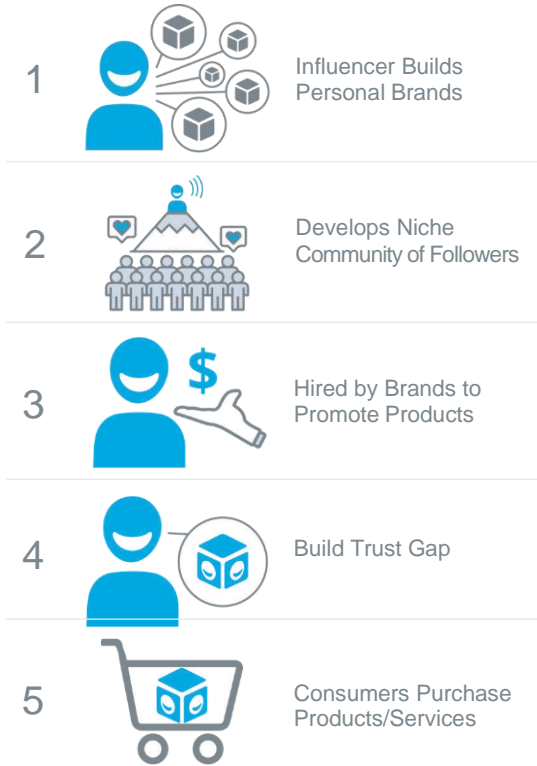 1
Influencer Builds
Personal Brands
2
Develops Niche
Community of Followers
$
3
Hired by Brands to
Promote Products
4
Build Trust Gap
5
Consumers Purchase
Products/Services